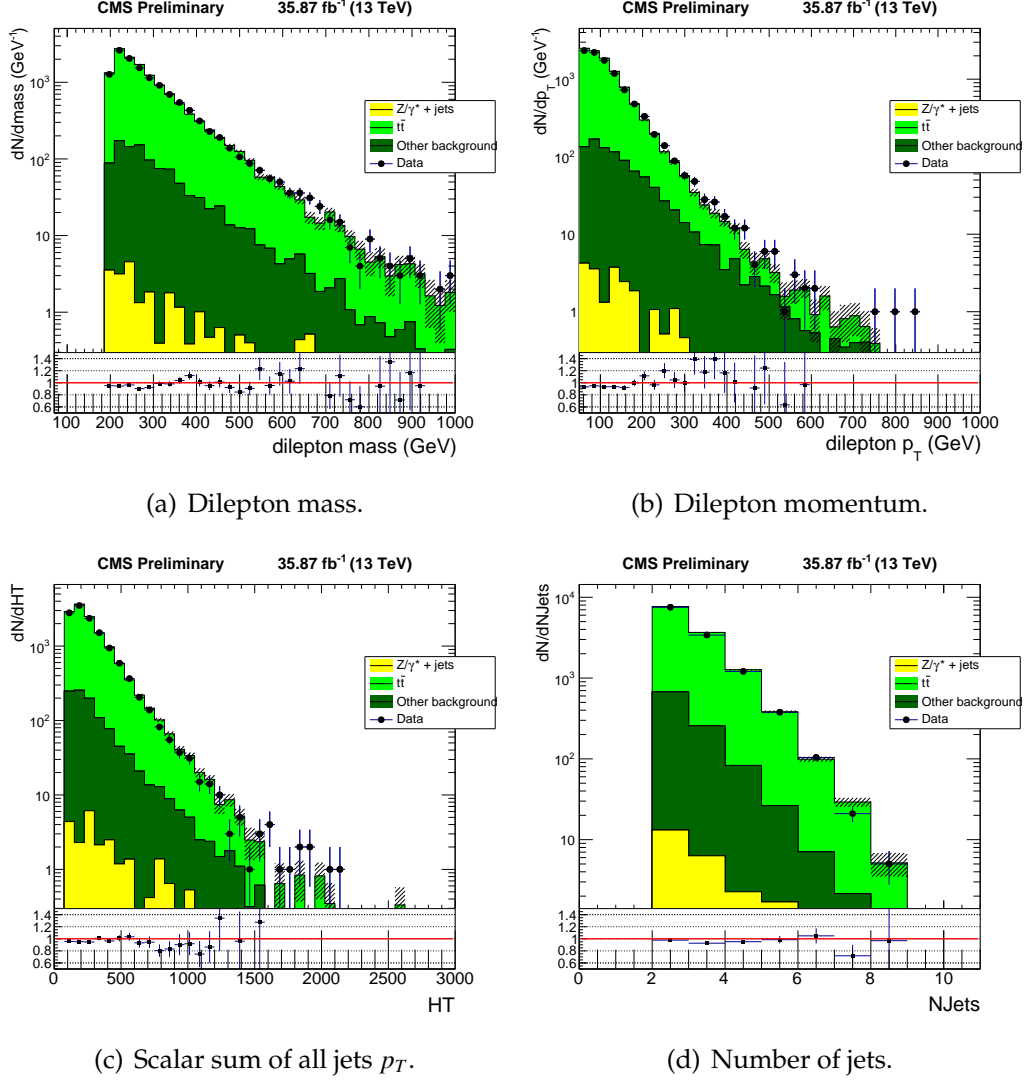 CMS Preliminary 35.87 fb⁻¹ (13 TeV)
dN/dmass (GeV⁻¹)
10³
10²
10
1
Z/γ* + jets
tt̄
Other background
Data
1.4
1.2
1
0.8
0.6
100 200 300 400 500 600 700 800 900 1000
dilepton mass (GeV)
(a) Dilepton mass.
CMS Preliminary 35.87 fb⁻¹ (13 TeV)
dN/dp_T (GeV⁻¹)
10³
10²
10
1
Z/γ* + jets
tt̄
Other background
Data
1.4
1.2
1
0.8
0.6
100 200 300 400 500 600 700 800 900 1000
dilepton p_T (GeV)
(b) Dilepton momentum.
CMS Preliminary 35.87 fb⁻¹ (13 TeV)
dN/dHT
10³
10²
10
1
Z/γ* + jets
tt̄
Other background
Data
1.4
1.2
1
0.8
0.6
0 500 1000 1500 2000 2500 3000
HT
(c) Scalar sum of all jets p_T.
CMS Preliminary 35.87 fb⁻¹ (13 TeV)
dN/dNJets
10⁴
10³
10²
10
Z/γ* + jets
tt̄
Other background
Data
1.4
1.2
1
0.8
0.6
0 2 4 6 8 10
NJets
(d) Number of jets.